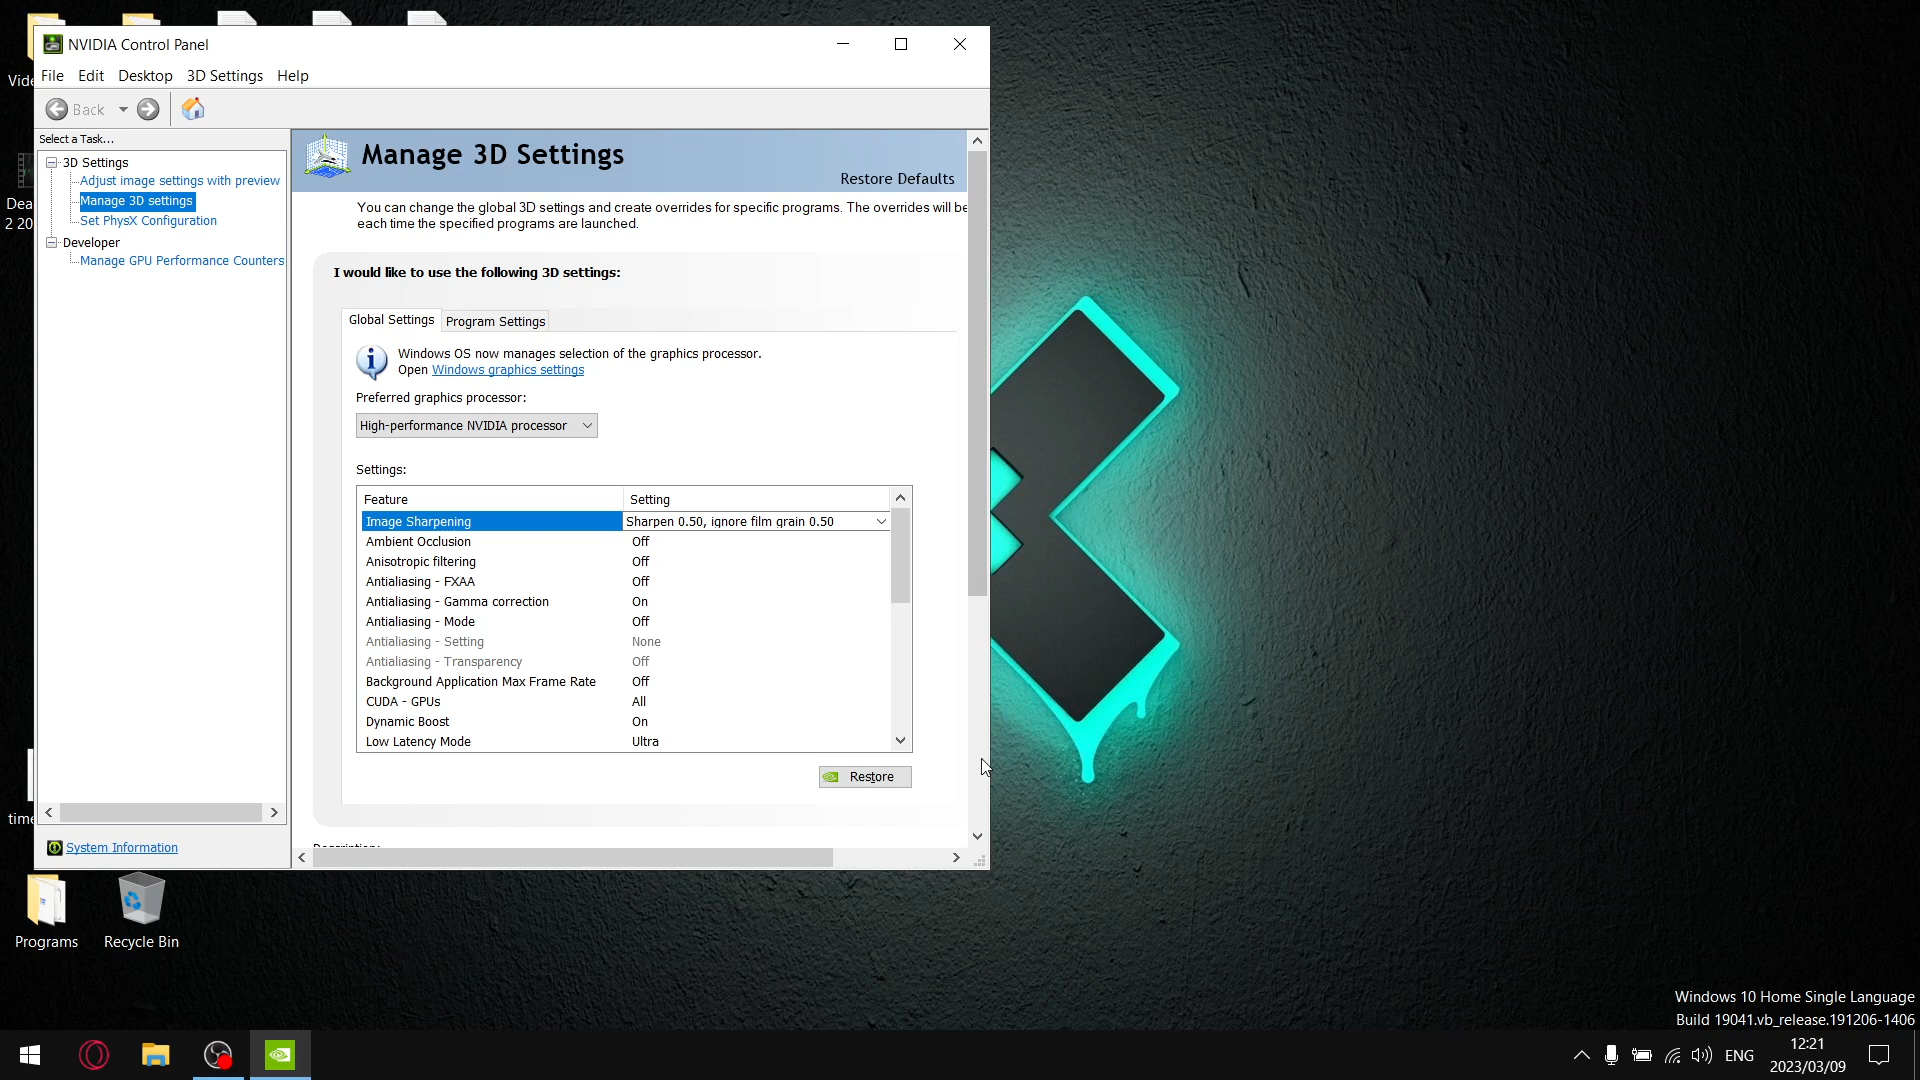 NVIDIA Control Panel
File Edit Desktop 3D Settings Help
Back
Select a Task...
3D Settings
Adjust image settings with preview
Manage 3D settings
Set PhysX Configuration
Developer
Manage GPU Performance Counters
System Information
Manage 3D Settings
Restore Defaults
You can change the global 3D settings and create overrides for specific programs. The overrides will be
each time the specified programs are launched.
I would like to use the following 3D settings:
Global Settings Program Settings
Windows OS now manages selection of the graphics processor.
Open Windows graphics settings
Preferred graphics processor:
High-performance NVIDIA processor
Settings:
Feature Setting
Image Sharpening Sharpen 0.50, ignore film grain 0.50
Ambient Occlusion Off
Anisotropic filtering Off
Antialiasing - FXAA Off
Antialiasing - Gamma correction On
Antialiasing - Mode Off
Antialiasing - Setting None
Antialiasing - Transparency Off
Background Application Max Frame Rate Off
CUDA - GPUs All
Dynamic Boost On
Low Latency Mode Ultra
Restore
Vide
Dea
2 20
time
Programs
Recycle Bin
Windows 10 Home Single Language
Build 19041.vb_release.191206-1406
ENG
12:21
2023/03/09